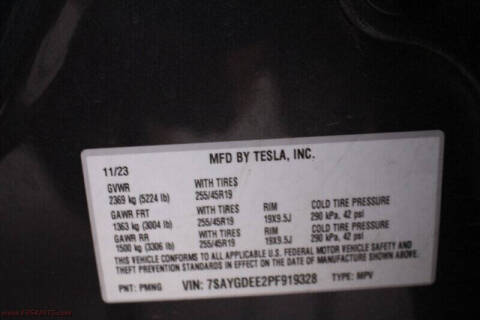 MFD BY TESLA, INC.
11/23
GVWR WITH TIRES
2369 kg (5224 lb) 255/45R19
GAWR FRT WITH TIRES RIM COLD TIRE PRESSURE
1363 kg (3004 lb) 255/45R19 19X9.5J 290 kPa, 42 psi
GAWR RR WITH TIRES RIM COLD TIRE PRESSURE
1500 kg (3306 lb) 255/45R19 19X9.5J 290 kPa, 42 psi
THIS VEHICLE CONFORMS TO ALL APPLICABLE U.S. FEDERAL MOTOR VEHICLE SAFETY AND
THEFT PREVENTION STANDARDS IN EFFECT ON THE DATE OF MANUFACTURE SHOWN ABOVE.
PNT: PMNG VIN: 7SAYGDEE2PF919328 TYPE: MPV